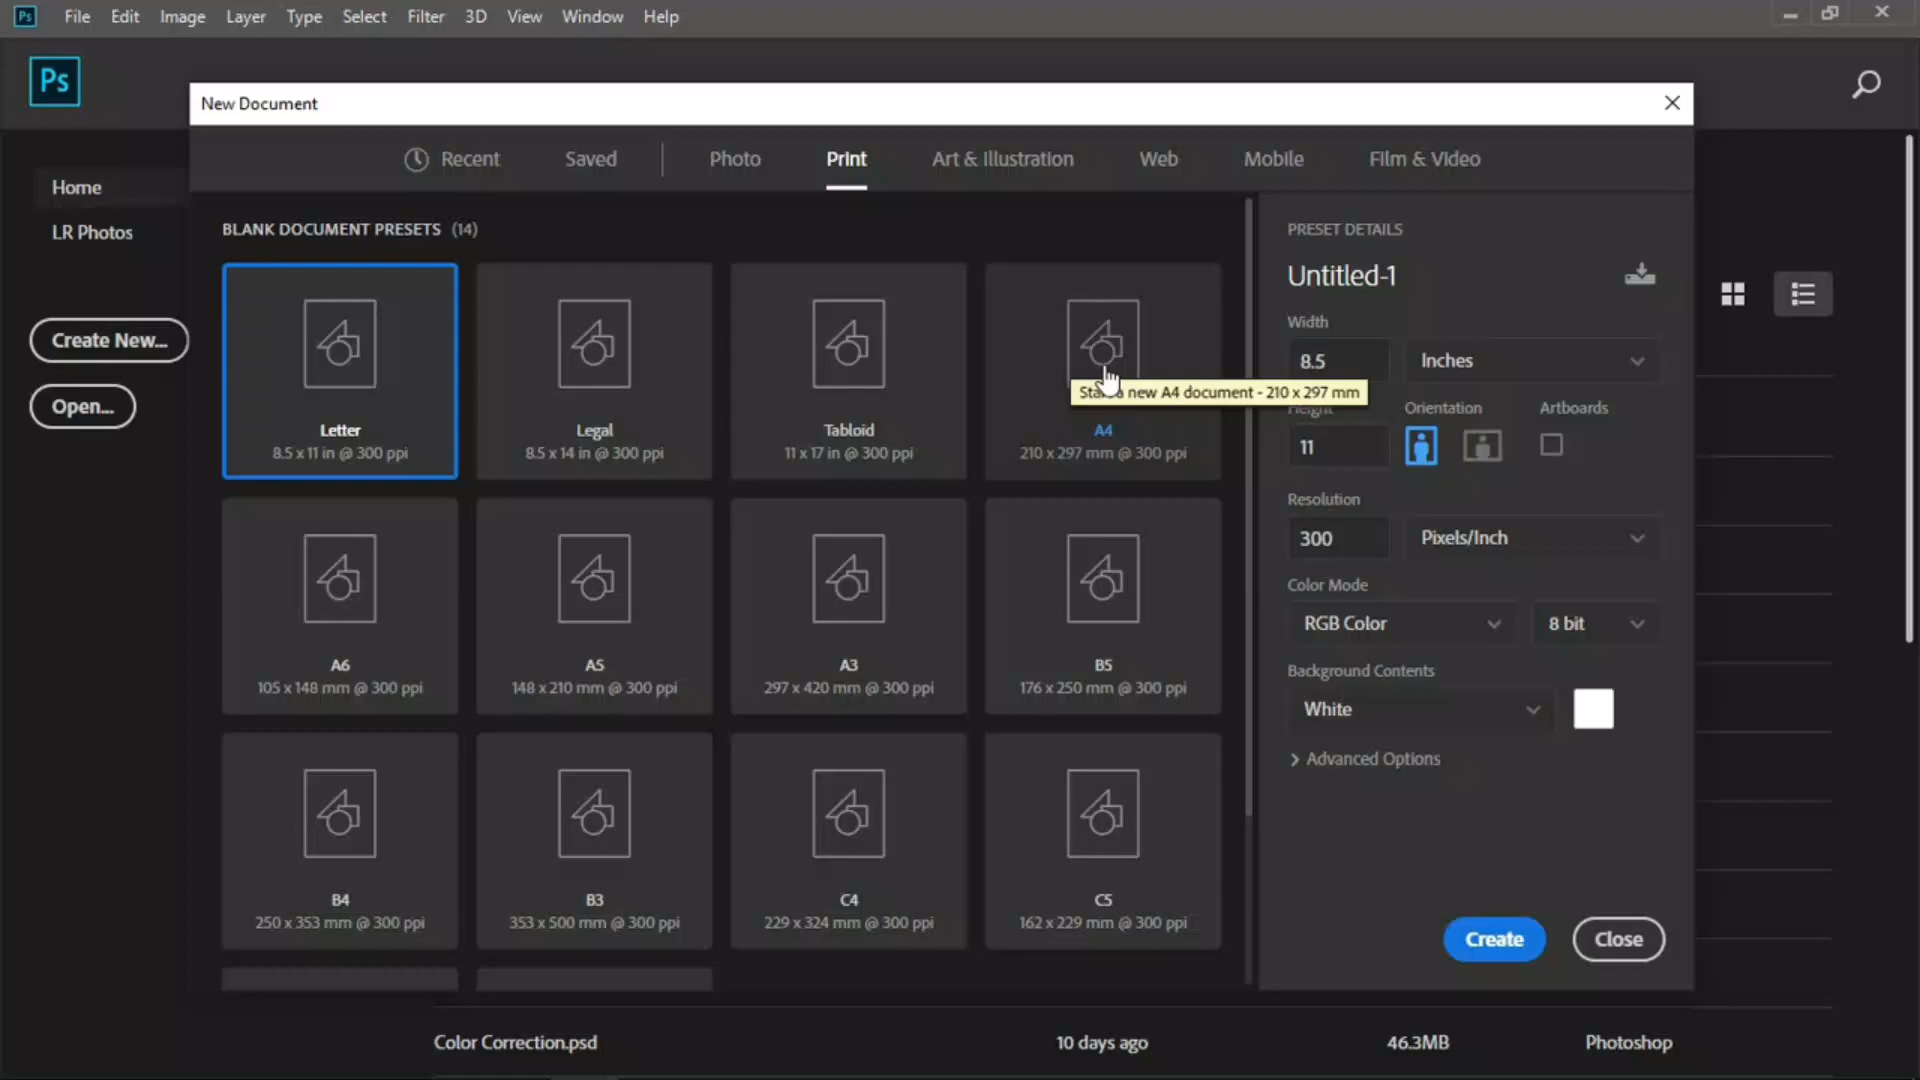 Ps File Edit Image Layer Type Select Filter 3D View Window Help
Ps
New Document
Recent Saved Photo Print Art & Illustration Web Mobile Film & Video
Home
LR Photos
Create New...
Open...
BLANK DOCUMENT PRESETS (14)
Letter
8.5 x 11 in @ 300 ppi
Legal
8.5 x 14 in @ 300 ppi
Tabloid
11 x 17 in @ 300 ppi
A4
210 x 297 mm @ 300 ppi
new A4 document - 210 x 297 mm
A6
105 x 148 mm @ 300 ppi
A5
148 x 210 mm @ 300 ppi
A3
297 x 420 mm @ 300 ppi
B5
176 x 250 mm @ 300 ppi
B4
250 x 353 mm @ 300 ppi
B3
353 x 500 mm @ 300 ppi
C4
229 x 324 mm @ 300 ppi
C5
162 x 229 mm @ 300 ppi
PRESET DETAILS
Untitled-1
Width
8.5 Inches
Height Orientation Artboards
11
Resolution
300 Pixels/Inch
Color Mode
RGB Color 8 bit
Background Contents
White
Advanced Options
Create Close
Color Correction.psd 10 days ago 46.3MB Photoshop